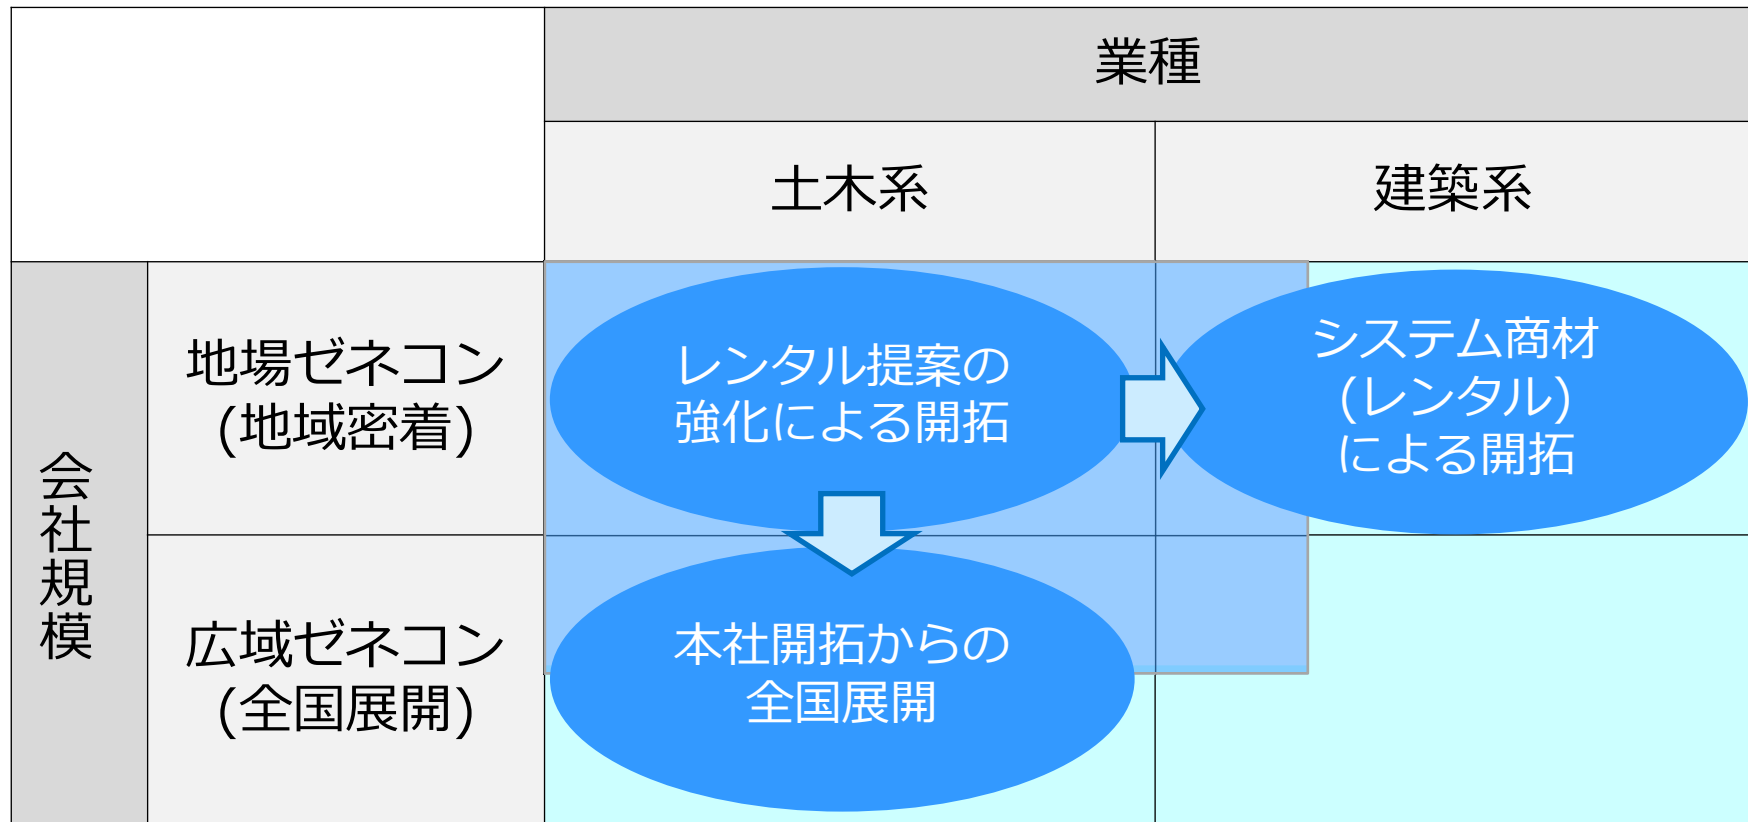 業種
土木系
建築系
会社規模
地場ゼネコン
(地域密着)
レンタル提案の
強化による開拓
システム商材
(レンタル)
による開拓
広域ゼネコン
(全国展開)
本社開拓からの
全国展開